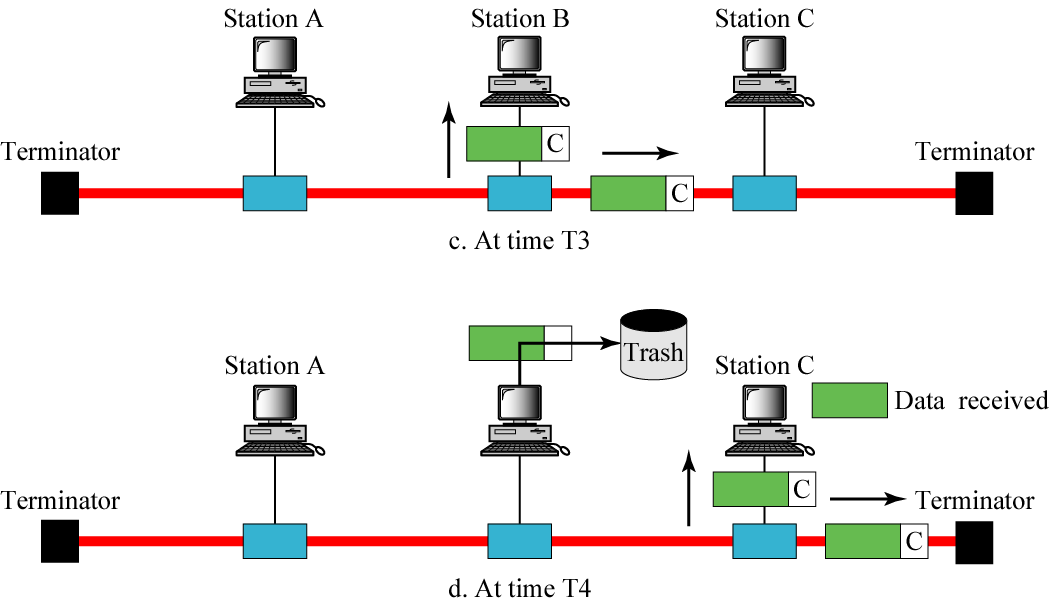 Station A
Station B
Station C
Terminator
C
Terminator
C
c. At time T3
Trash
Station A
Station C
Data received
Terminator
C
Terminator
C
d. At time T4